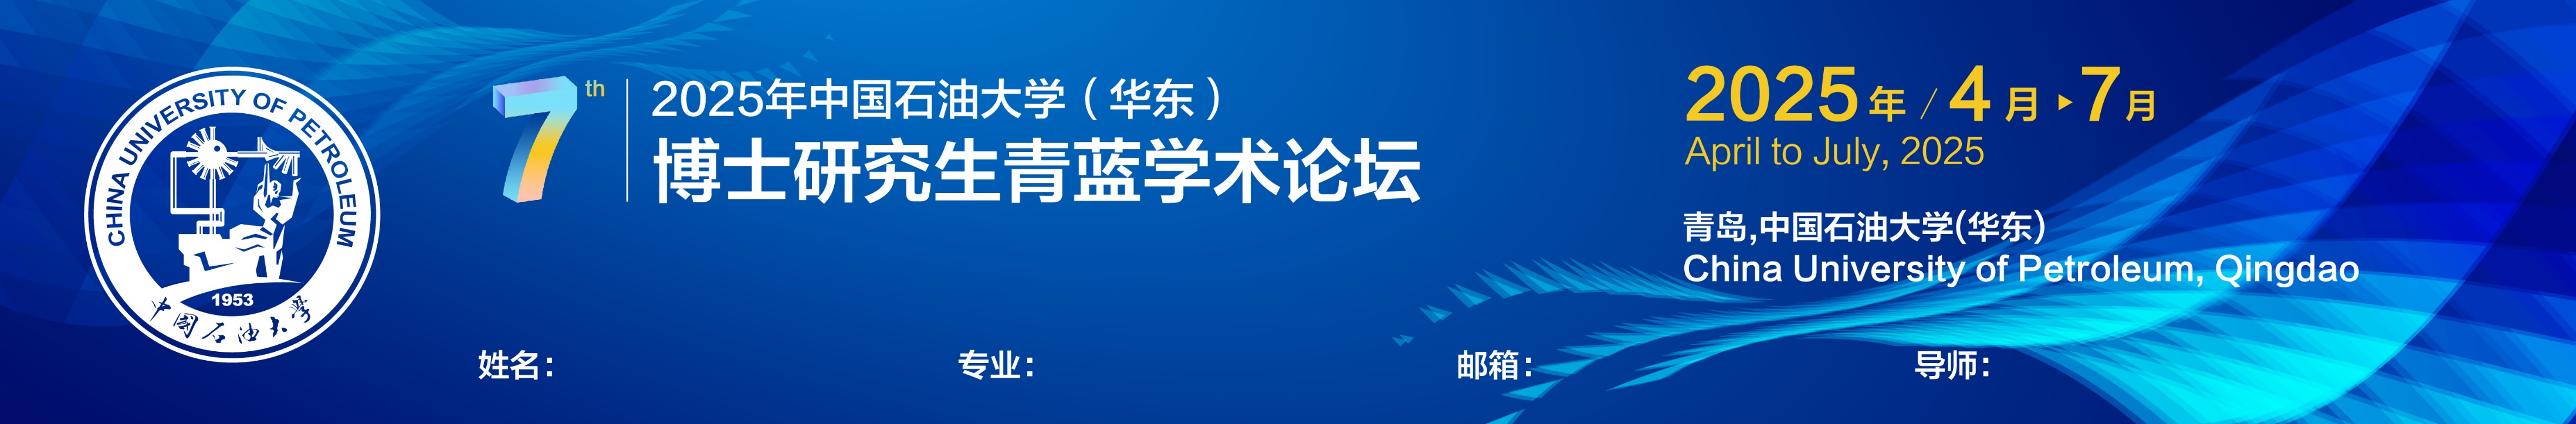 CHINA UNIVERSITY OF PETROLEUM
1953
中国石油大学
7th
2025年中国石油大学（华东）
博士研究生青蓝学术论坛
2025年/4月▶7月
April to July, 2025
青岛,中国石油大学(华东)
China University of Petroleum, Qingdao
姓名：
专业：
邮箱：
导师：